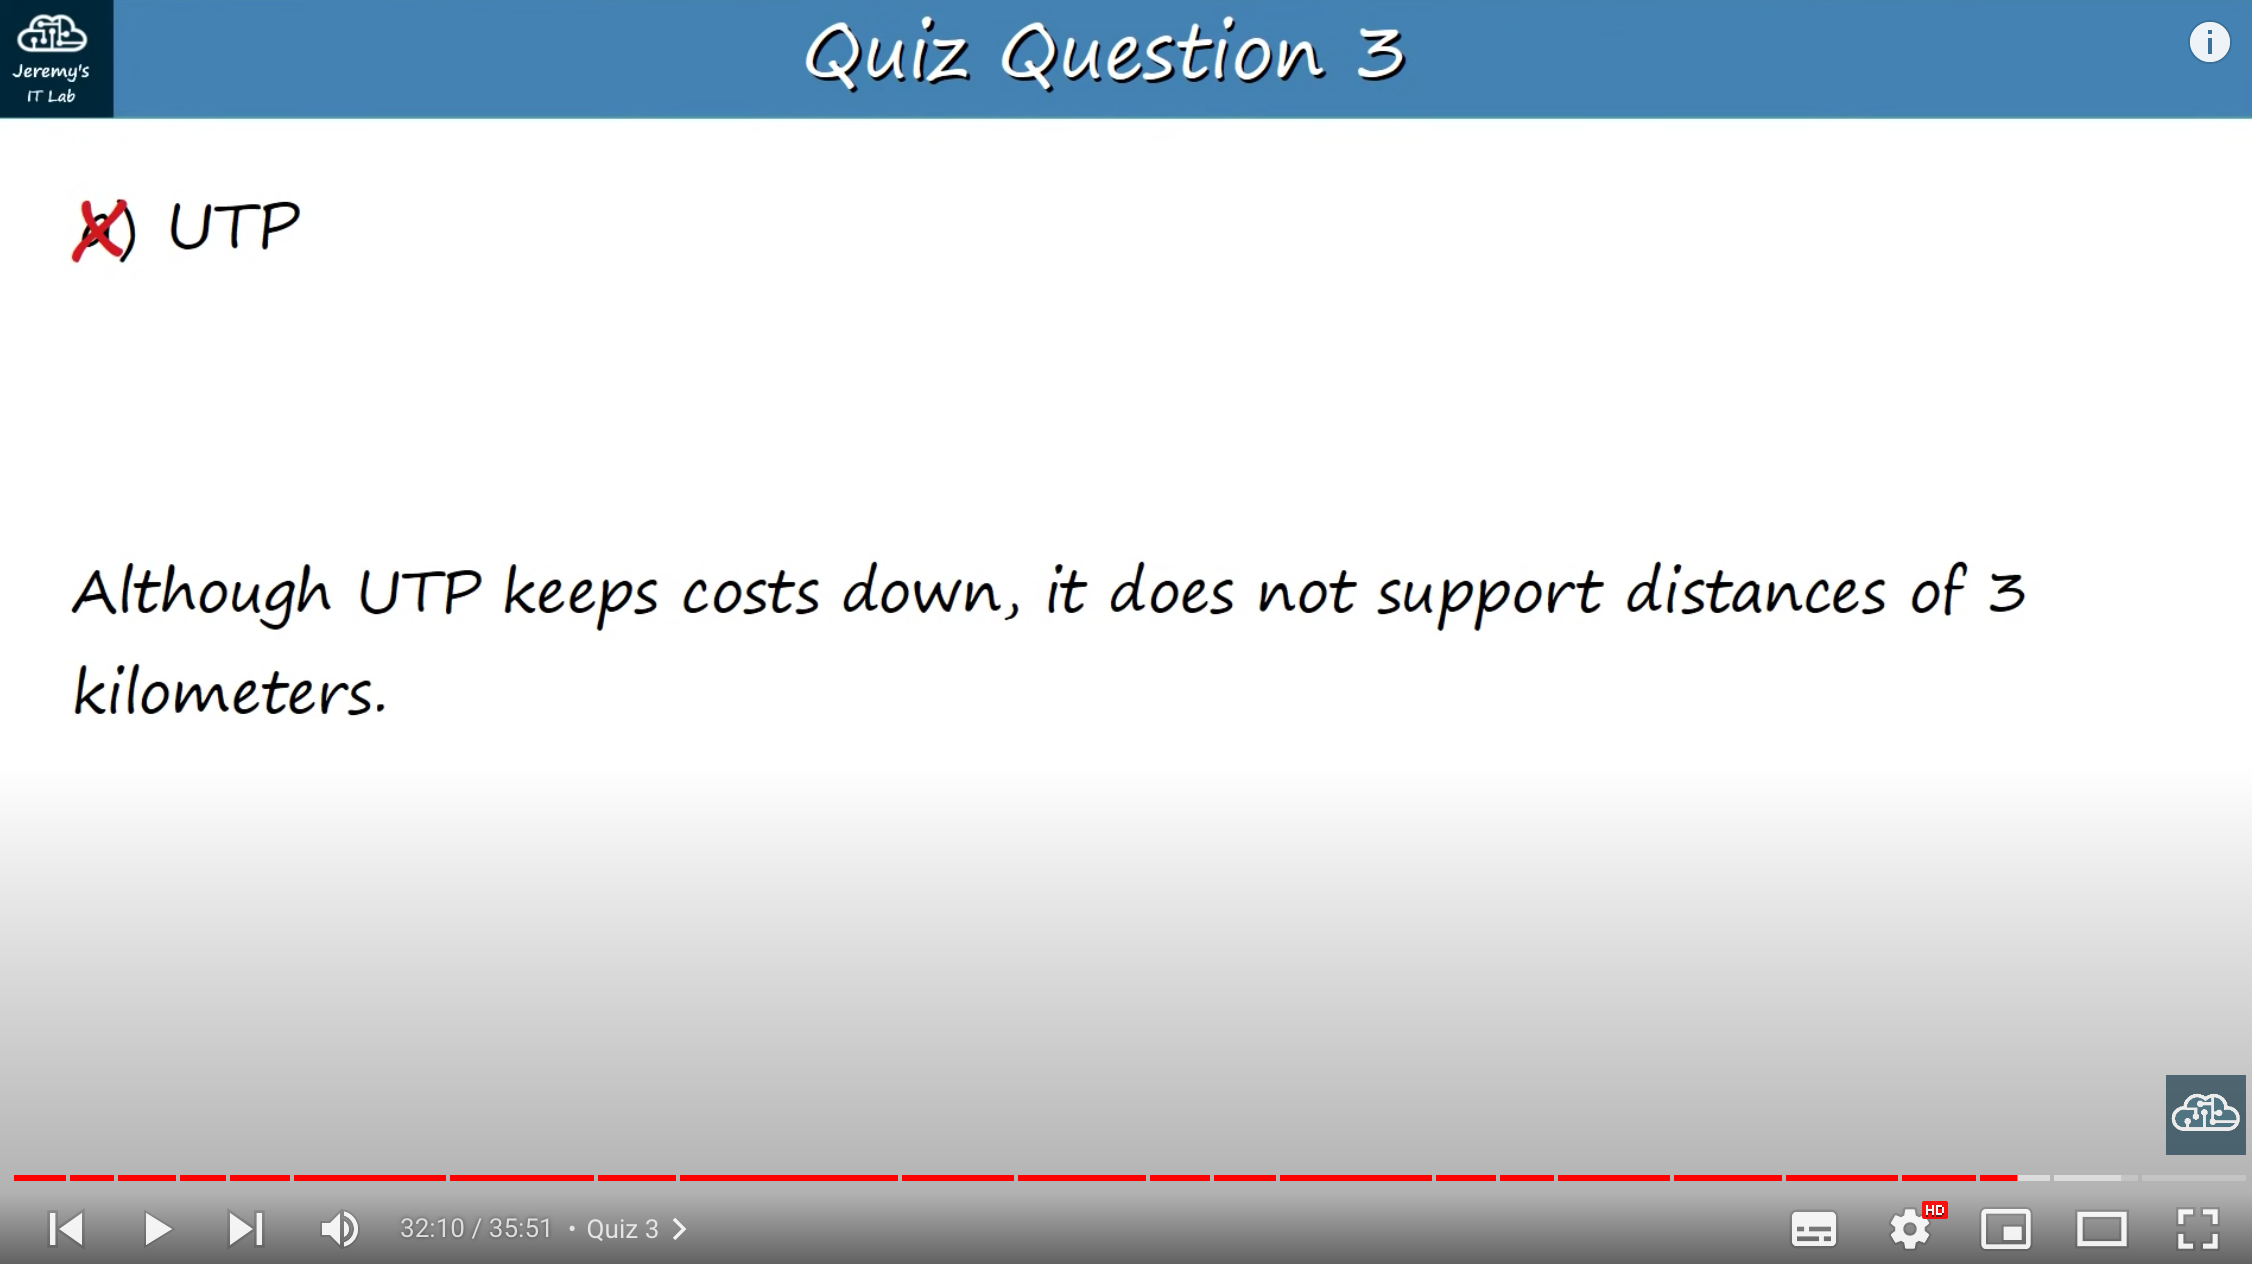 Jeremy's
IT Lab
Quiz Question 3
a) UTP
Although UTP keeps costs down, it does not support distances of 3
kilometers.
32:10 / 35:51 • Quiz 3
HD